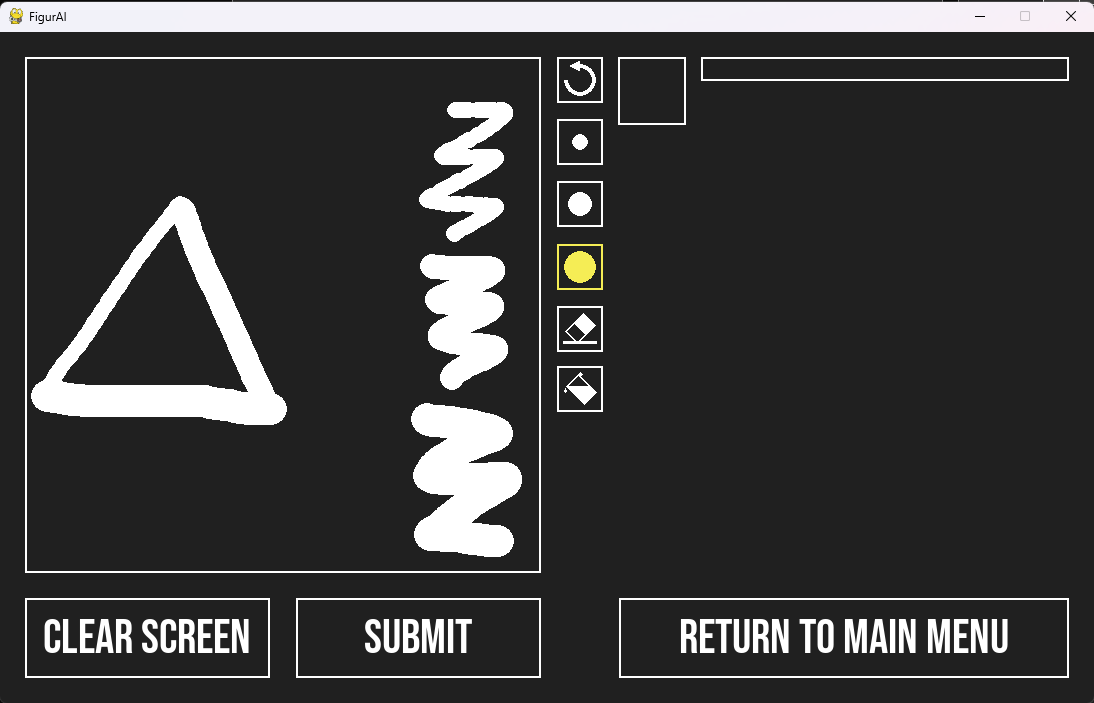 FigurAI
CLEAR SCREEN
SUBMIT
RETURN TO MAIN MENU